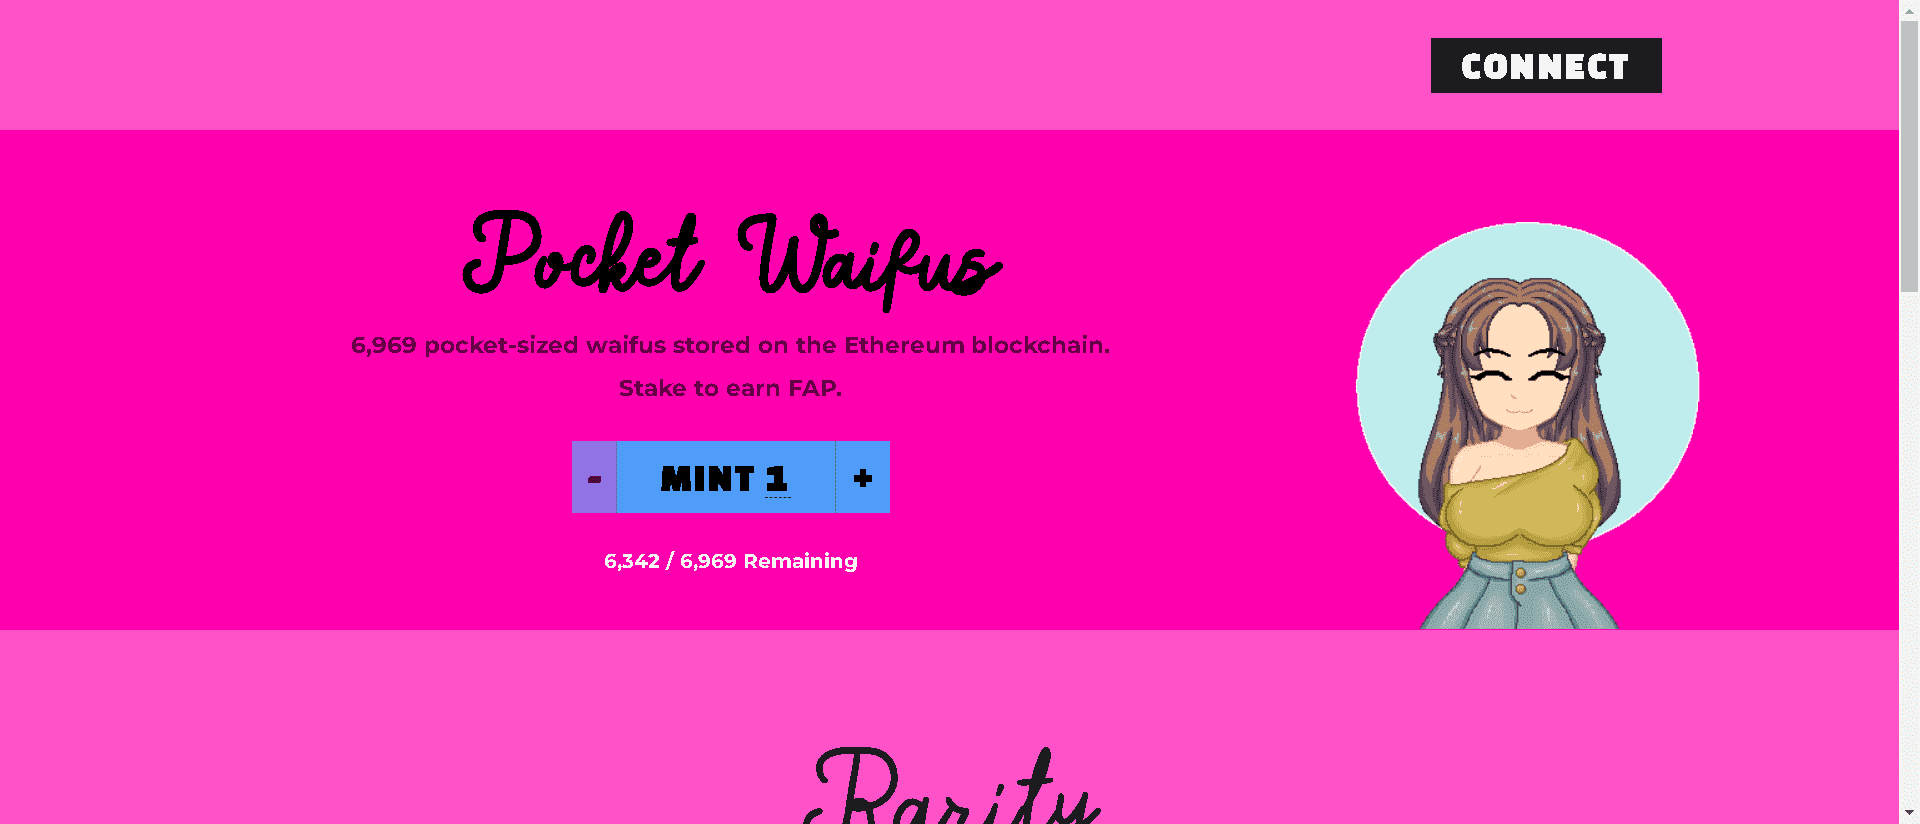 CONNECT
Pocket Waifus
6,969 pocket-sized waifus stored on the Ethereum blockchain.
Stake to earn FAP.
- MINT 1 +
6,342 / 6,969 Remaining
Rarity